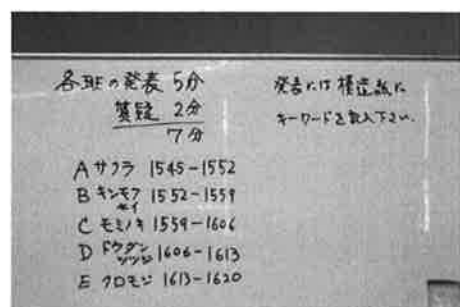 各班の発表 5分
質疑 2分
7分
A サクラ 1545-1552
B キンモクセイ 1552-1559
C モミノキ 1559-1606
D ドウダンツツジ 1606-1613
E クロモジ 1613-1620
発表には模造紙に
キーワードを記入下さい.